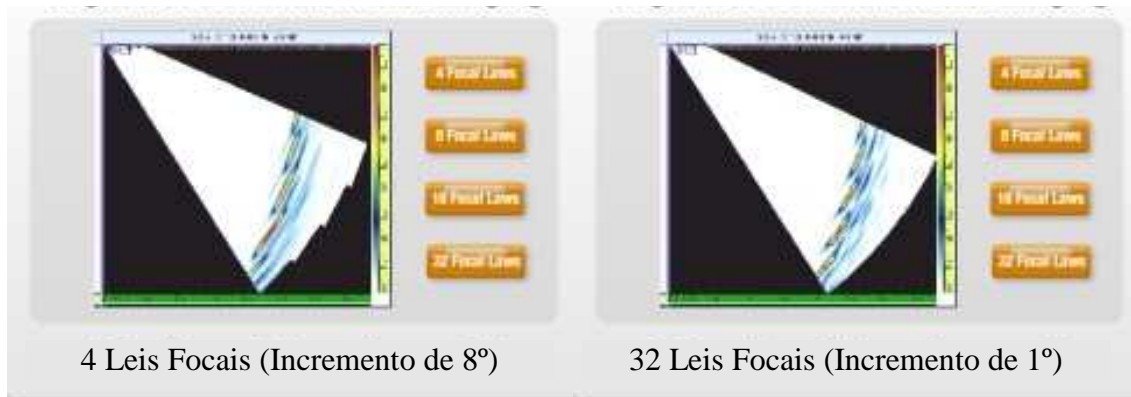 4 Focal Laws
8 Focal Laws
16 Focal Laws
32 Focal Laws
4 Leis Focais (Incremento de 8º)
4 Focal Laws
8 Focal Laws
16 Focal Laws
32 Focal Laws
32 Leis Focais (Incremento de 1º)